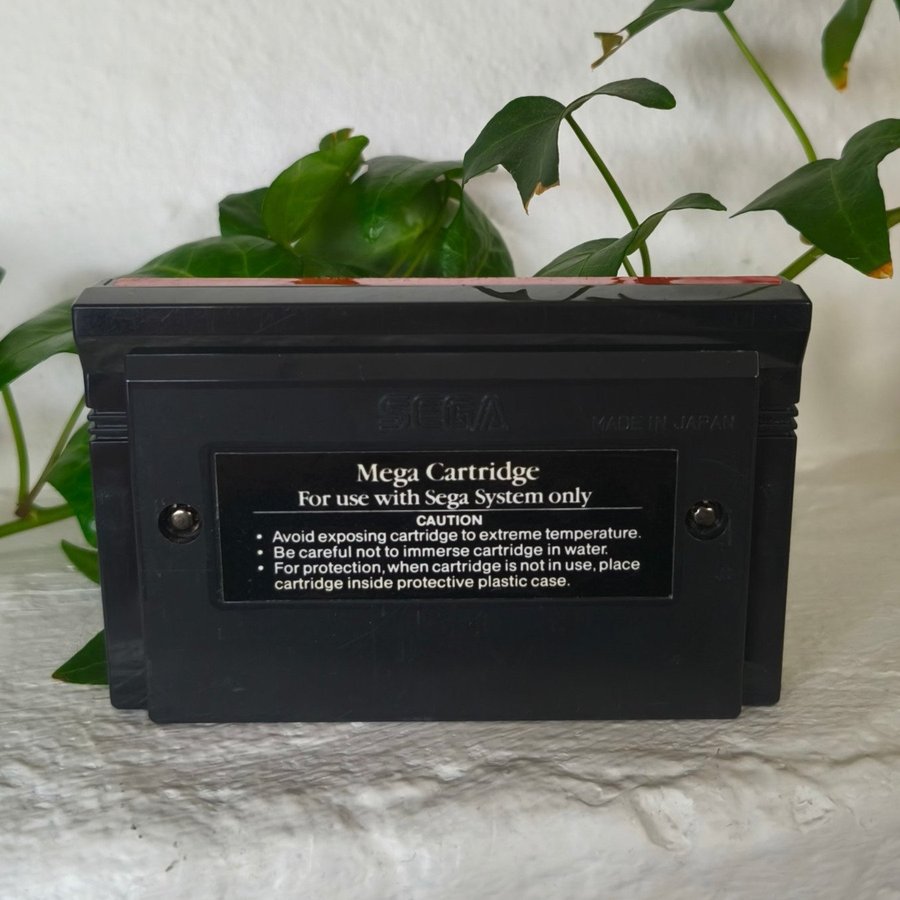 SEGA
MADE IN JAPAN
Mega Cartridge
For use with Sega System only
CAUTION
• Avoid exposing cartridge to extreme temperature.
• Be careful not to immerse cartridge in water.
• For protection, when cartridge is not in use, place
cartridge inside protective plastic case.